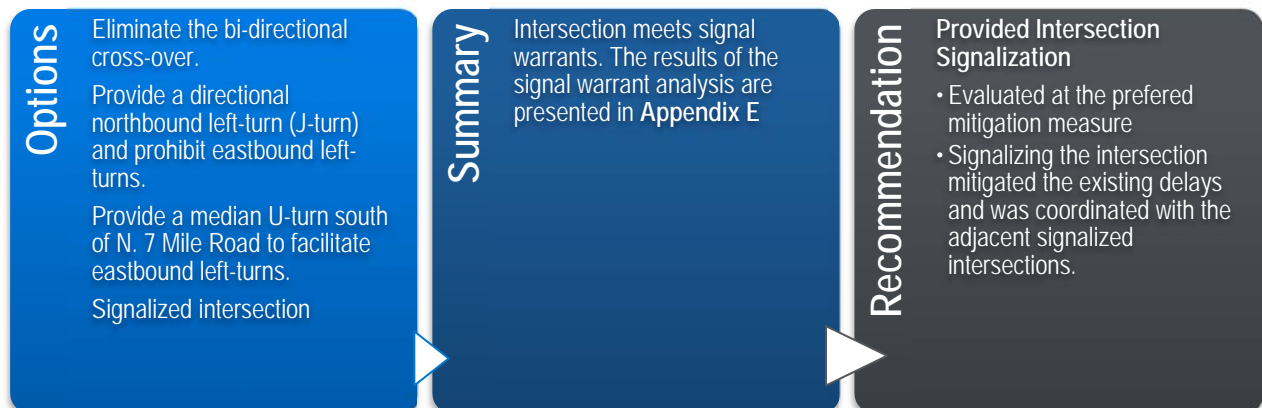 Options
Eliminate the bi-directional
cross-over.
Provide a directional
northbound left-turn (J-turn)
and prohibit eastbound left-
turns.
Provide a median U-turn south
of N. 7 Mile Road to facilitate
eastbound left-turns.
Signalized intersection
Summary
Intersection meets signal
warrants. The results of the
signal warrant analysis are
presented in Appendix E
Recommendation
Provided Intersection
Signalization
• Evaluated at the prefered
mitigation measure
• Signalizing the intersection
mitigated the existing delays
and was coordinated with the
adjacent signalized
intersections.